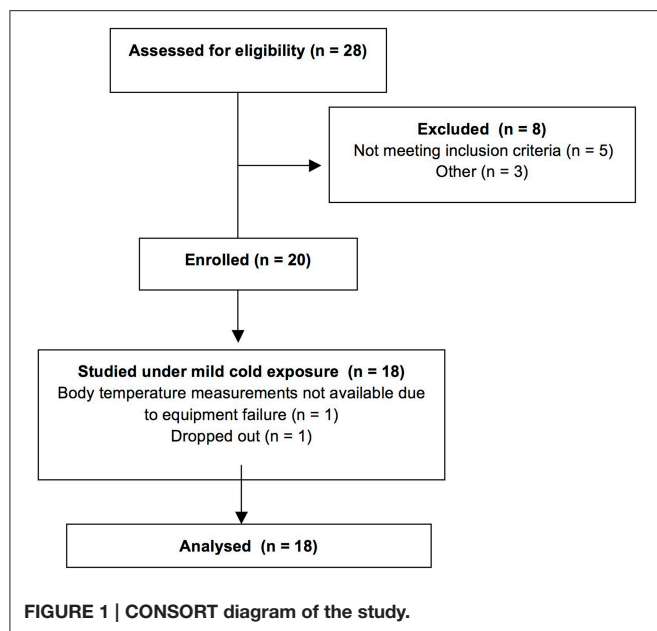 Assessed for eligibility (n = 28)
Excluded (n = 8)
Not meeting inclusion criteria (n = 5)
Other (n = 3)
Enrolled (n = 20)
Studied under mild cold exposure (n = 18)
Body temperature measurements not available due
to equipment failure (n = 1)
Dropped out (n = 1)
Analysed (n = 18)
FIGURE 1 | CONSORT diagram of the study.